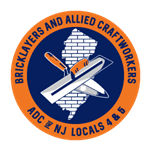 BRICKLAYERS AND ALLIED CRAFTWORKERS
ADC of NJ LOCALS 4 & 5